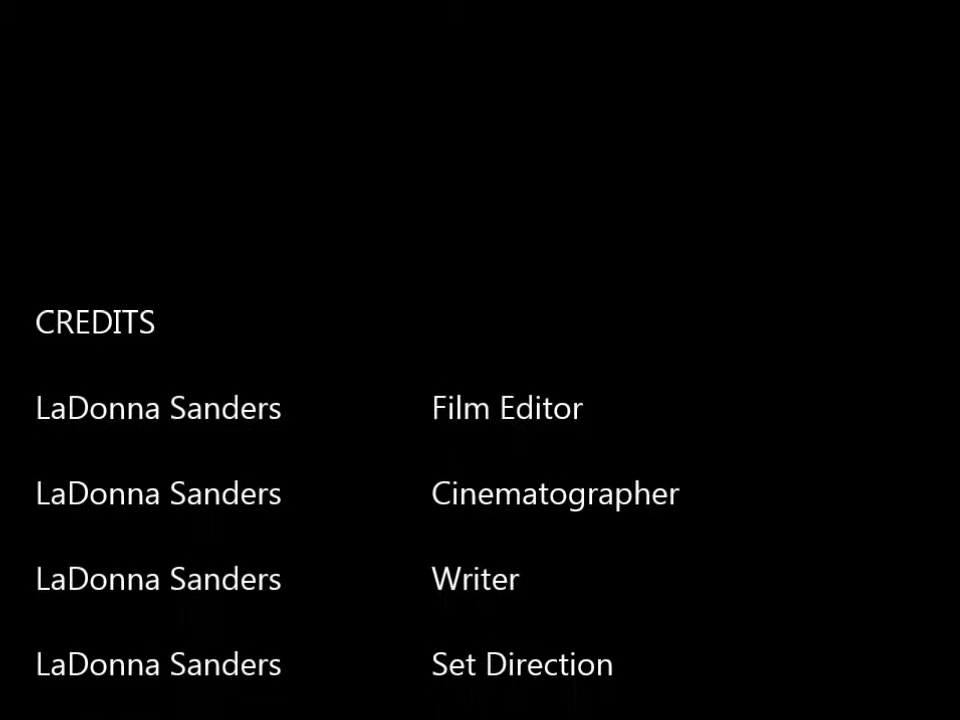 CREDITS
LaDonna Sanders Film Editor
LaDonna Sanders Cinematographer
LaDonna Sanders Writer
LaDonna Sanders Set Direction